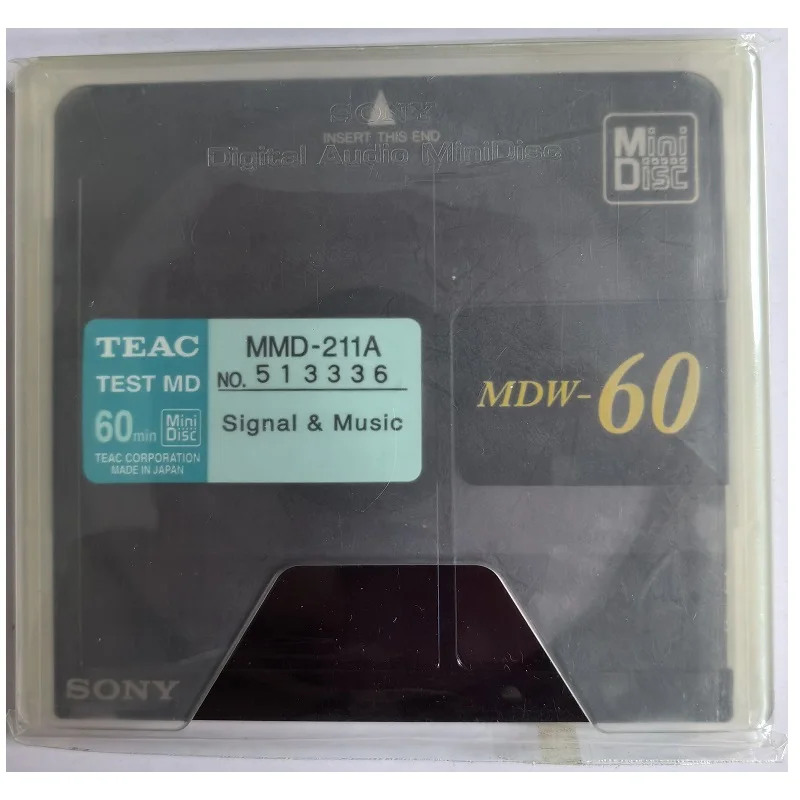 SONY
INSERT THIS END
Digital Audio MiniDisc
Mini
Disc
TEAC
TEST MD
60min
Mini
Disc
TEAC CORPORATION
MADE IN JAPAN
MMD-211A
NO. 513336
Signal & Music
MDW-60
SONY